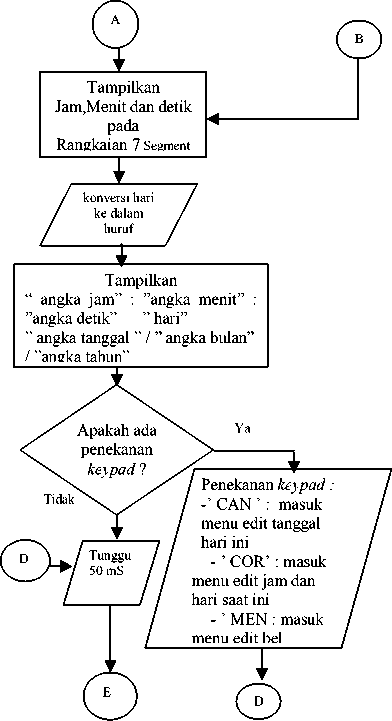 A
B
Tampilkan
Jam,Menit dan detik
pada
Rangkaian 7 Segment
konversi hari
ke dalam
huruf
Tampilkan
“ angka jam” : ”angka menit” :
”angka detik” ” hari”
“ angka tanggal “ / ” angka bulan”
/ ”angka tahun“
Apakah ada
penekanan
keypad ?
Ya
Tidak
Penekanan keypad :
-’ CAN ’ : masuk
menu edit tanggal
hari ini
- ’ COR’ : masuk
menu edit jam dan
hari saat ini
- ’ MEN : masuk
menu edit bel
D
Tunggu
50 mS
E
D